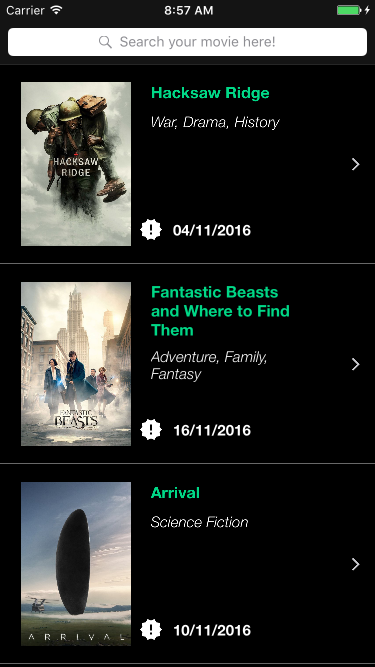 Carrier
8:57 AM
Search your movie here!
Hacksaw Ridge
War, Drama, History
HACKSAW
RIDGE
04/11/2016
Fantastic Beasts
and Where to Find
Them
Adventure, Family,
Fantasy
FANTASTIC
BEASTS
16/11/2016
Arrival
Science Fiction
ARRIVAL
10/11/2016